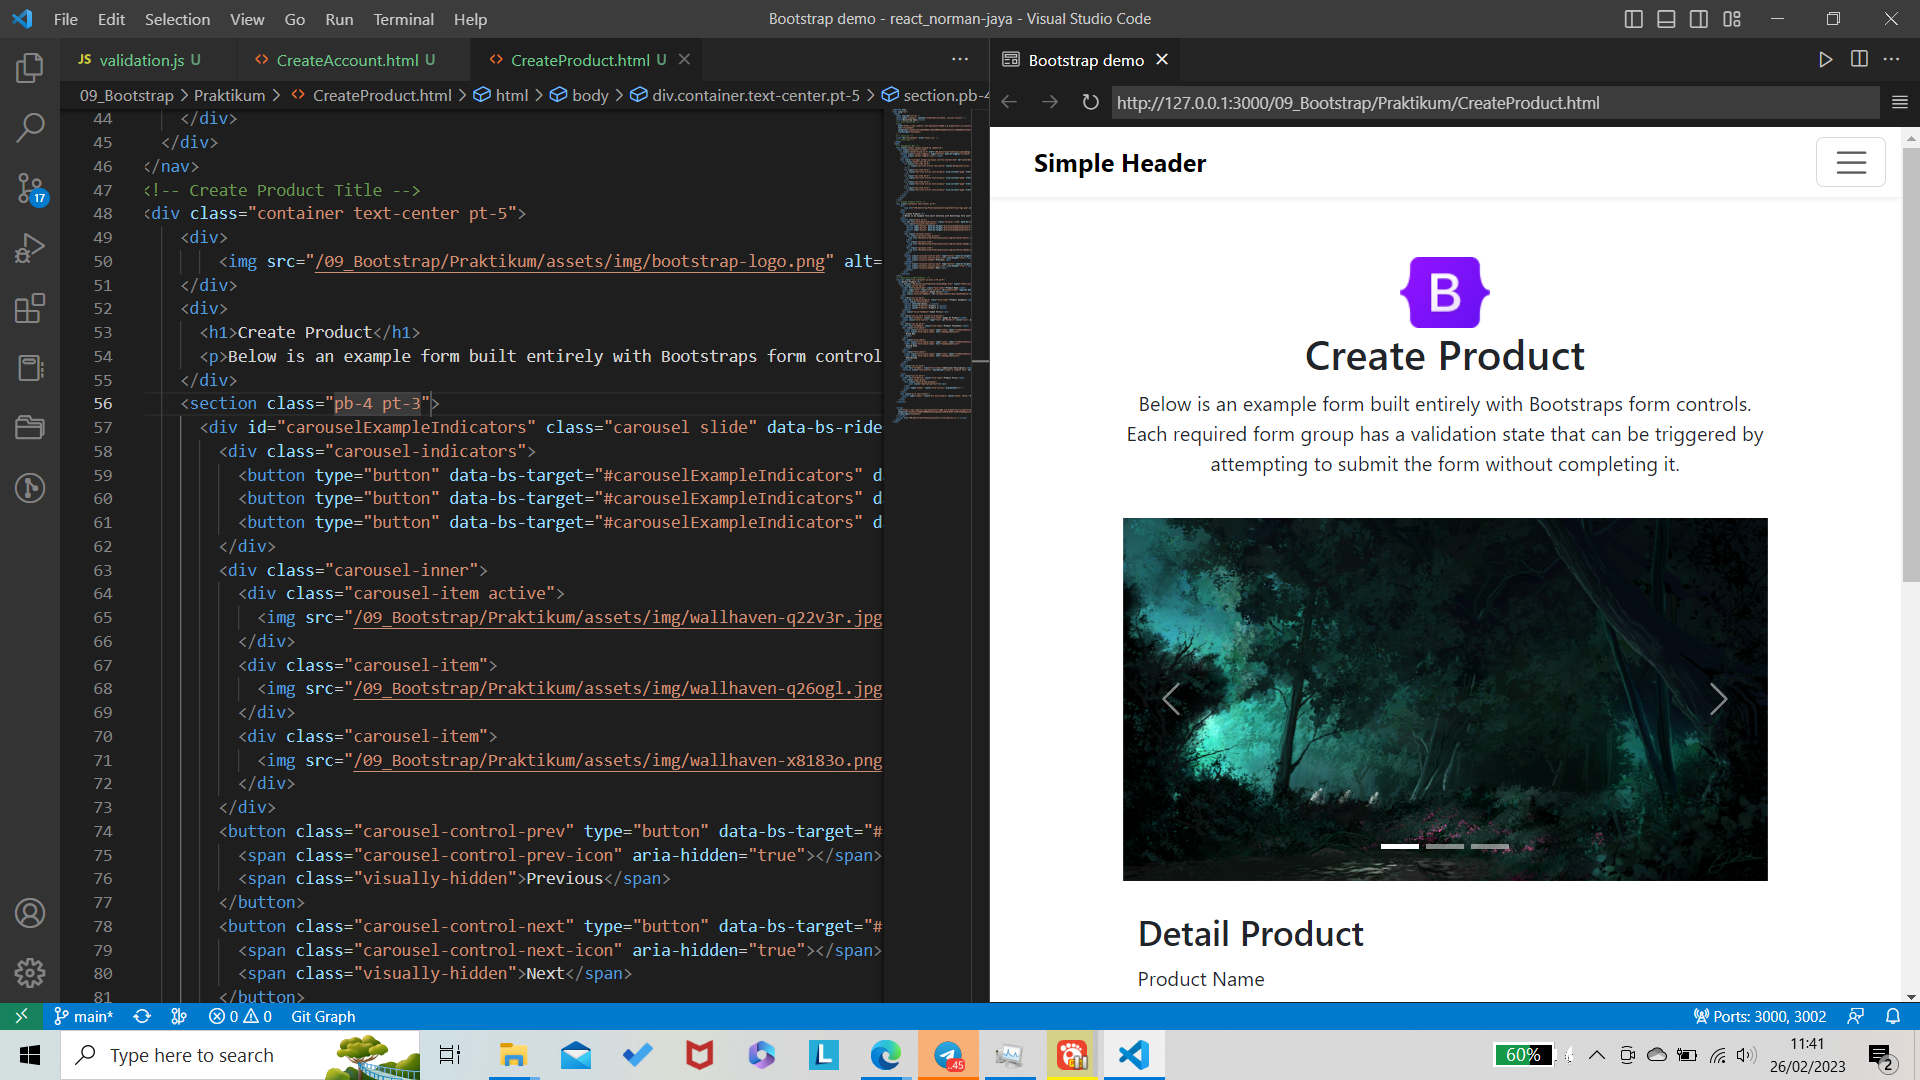 File Edit Selection View Go Run Terminal Help
Bootstrap demo - react_norman-jaya - Visual Studio Code
JS validation.js U
<> CreateAccount.html U
<> CreateProduct.html U
Bootstrap demo
09_Bootstrap > Praktikum > <> CreateProduct.html > html > body > div.container.text-center.pt-5 > section.pb-4
http://127.0.0.1:3000/09_Bootstrap/Praktikum/CreateProduct.html
44 </div>
45 </div>
46 </nav>
47 <!-- Create Product Title -->
48 <div class="container text-center pt-5">
49 <div>
50 <img src="/09_Bootstrap/Praktikum/assets/img/bootstrap-logo.png" alt=
51 </div>
52 <div>
53 <h1>Create Product</h1>
54 <p>Below is an example form built entirely with Bootstraps form control
55 </div>
56 <section class="pb-4 pt-3">
57 <div id="carouselExampleIndicators" class="carousel slide" data-bs-ride
58 <div class="carousel-indicators">
59 <button type="button" data-bs-target="#carouselExampleIndicators" d
60 <button type="button" data-bs-target="#carouselExampleIndicators" d
61 <button type="button" data-bs-target="#carouselExampleIndicators" d
62 </div>
63 <div class="carousel-inner">
64 <div class="carousel-item active">
65 <img src="/09_Bootstrap/Praktikum/assets/img/wallhaven-q22v3r.jpg
66 </div>
67 <div class="carousel-item">
68 <img src="/09_Bootstrap/Praktikum/assets/img/wallhaven-q26ogl.jpg
69 </div>
70 <div class="carousel-item">
71 <img src="/09_Bootstrap/Praktikum/assets/img/wallhaven-x8183o.png
72 </div>
73 </div>
74 <button class="carousel-control-prev" type="button" data-bs-target="#
75 <span class="carousel-control-prev-icon" aria-hidden="true"></span>
76 <span class="visually-hidden">Previous</span>
77 </button>
78 <button class="carousel-control-next" type="button" data-bs-target="#
79 <span class="carousel-control-next-icon" aria-hidden="true"></span>
80 <span class="visually-hidden">Next</span>
81 </button>
Simple Header
B
Create Product
Below is an example form built entirely with Bootstraps form controls.
Each required form group has a validation state that can be triggered by
attempting to submit the form without completing it.
Detail Product
Product Name
17
main*
0 0
Git Graph
Ports: 3000, 3002
Type here to search
L
45
60%
11:41
26/02/2023
2